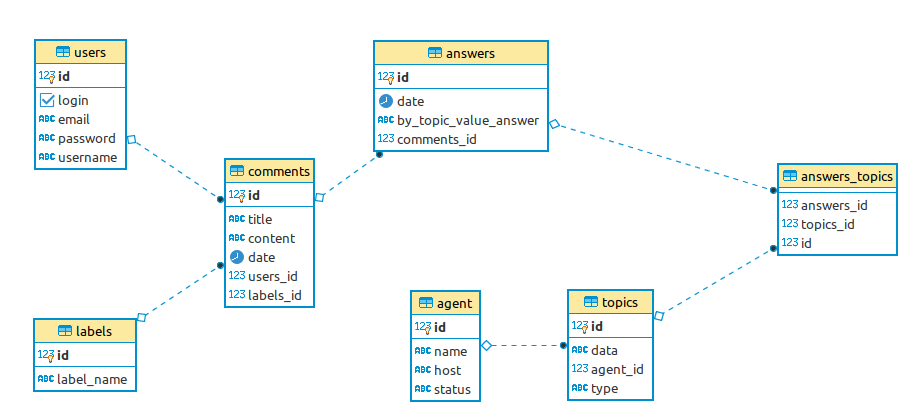 users
123 id
login
ABC email
ABC password
ABC username
answers
123 id
date
ABC by_topic_value_answer
123 comments_id
comments
123 id
ABC title
ABC content
date
123 users_id
123 labels_id
answers_topics
123 answers_id
123 topics_id
123 id
labels
123 id
ABC label_name
agent
123 id
ABC name
ABC host
ABC status
topics
123 id
ABC data
123 agent_id
ABC type